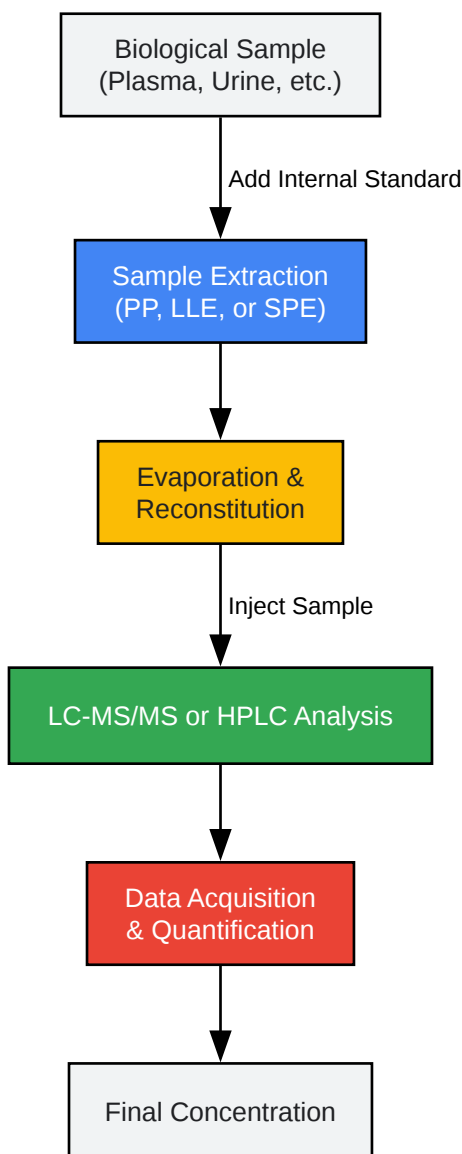 Biological Sample
(Plasma, Urine, etc.)
Add Internal Standard
Sample Extraction
(PP, LLE, or SPE)
Evaporation &
Reconstitution
Inject Sample
LC-MS/MS or HPLC Analysis
Data Acquisition
& Quantification
Final Concentration